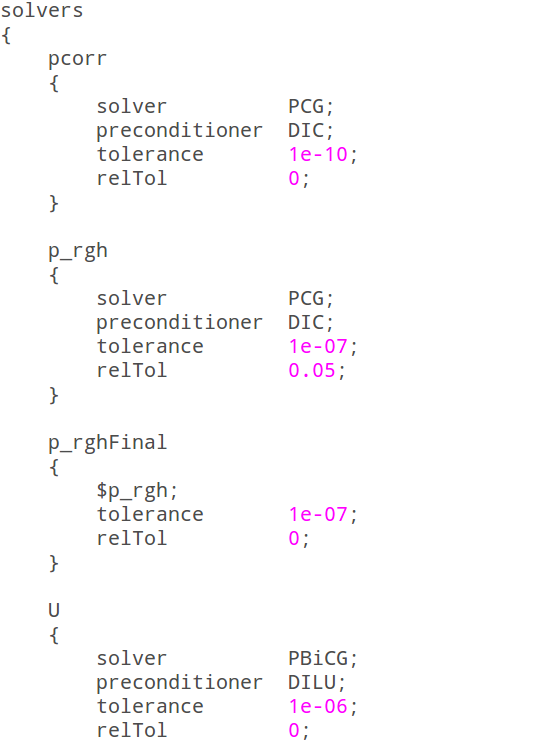 solvers
{
    pcorr
    {
        solver          PCG;
        preconditioner  DIC;
        tolerance       1e-10;
        relTol          0;
    }

    p_rgh
    {
        solver          PCG;
        preconditioner  DIC;
        tolerance       1e-07;
        relTol          0.05;
    }

    p_rghFinal
    {
        $p_rgh;
        tolerance       1e-07;
        relTol          0;
    }

    U
    {
        solver          PBiCG;
        preconditioner  DILU;
        tolerance       1e-06;
        relTol          0;